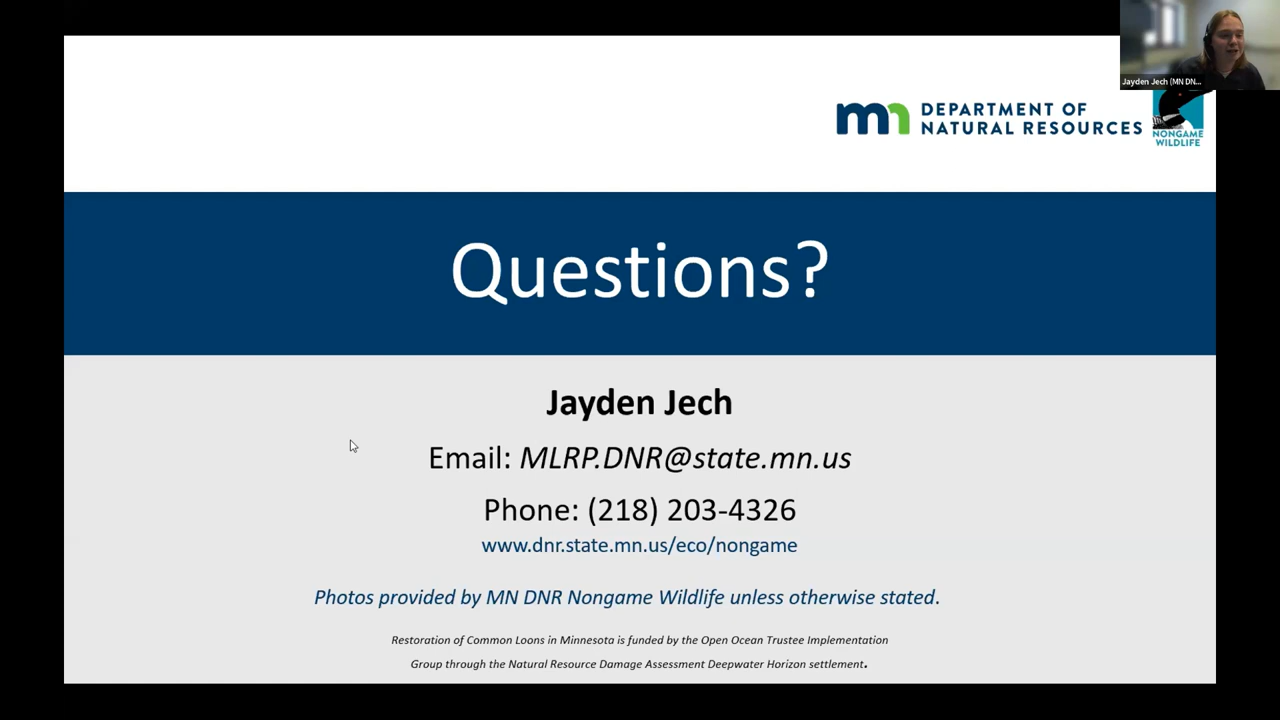 Jayden Jech (MN DN...
mn DEPARTMENT OF
NATURAL RESOURCES
NONGAME
WILDLIFE
Questions?
Jayden Jech
Email: MLRP.DNR@state.mn.us
Phone: (218) 203-4326
www.dnr.state.mn.us/eco/nongame
Photos provided by MN DNR Nongame Wildlife unless otherwise stated.
Restoration of Common Loons in Minnesota is funded by the Open Ocean Trustee Implementation
Group through the Natural Resource Damage Assessment Deepwater Horizon settlement.